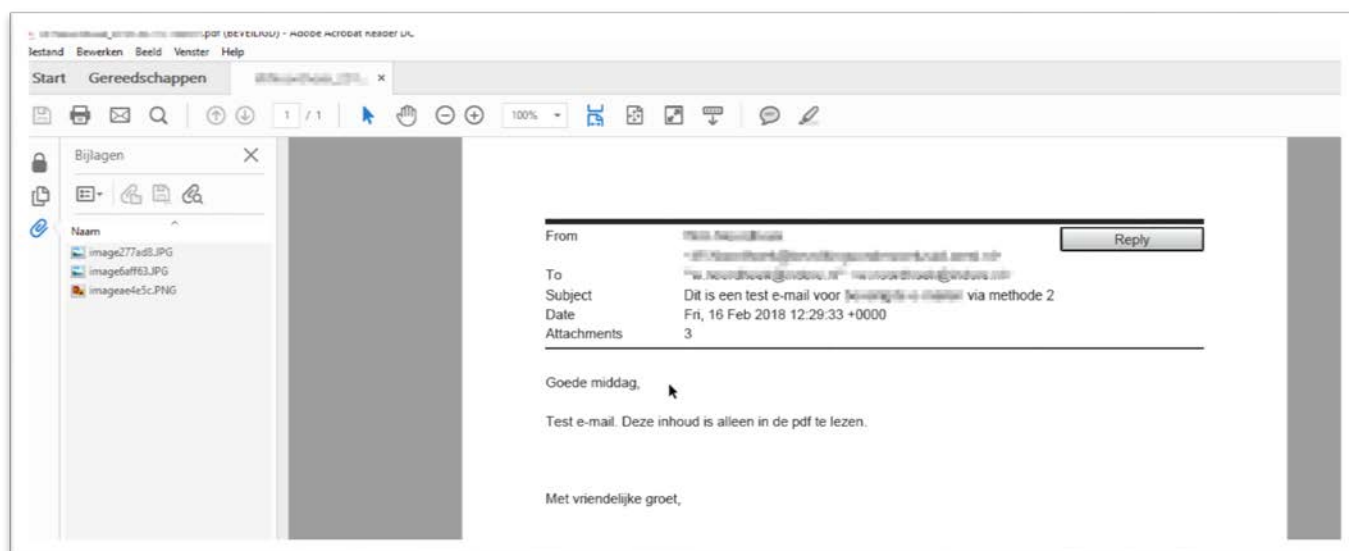 .pdf (BEVEILIGD) - Adobe Acrobat Reader DC
Bestand Bewerken Beeld Venster Help
Start Gereedschappen
1 / 1 100%
Bijlagen
Naam
image277ad8.JPG
image6aff63.JPG
imageae4e5c.PNG
From
Reply
To
Subject Dit is een test e-mail voor via methode 2
Date Fri, 16 Feb 2018 12:29:33 +0000
Attachments 3
Goede middag,
Test e-mail. Deze inhoud is alleen in de pdf te lezen.
Met vriendelijke groet,